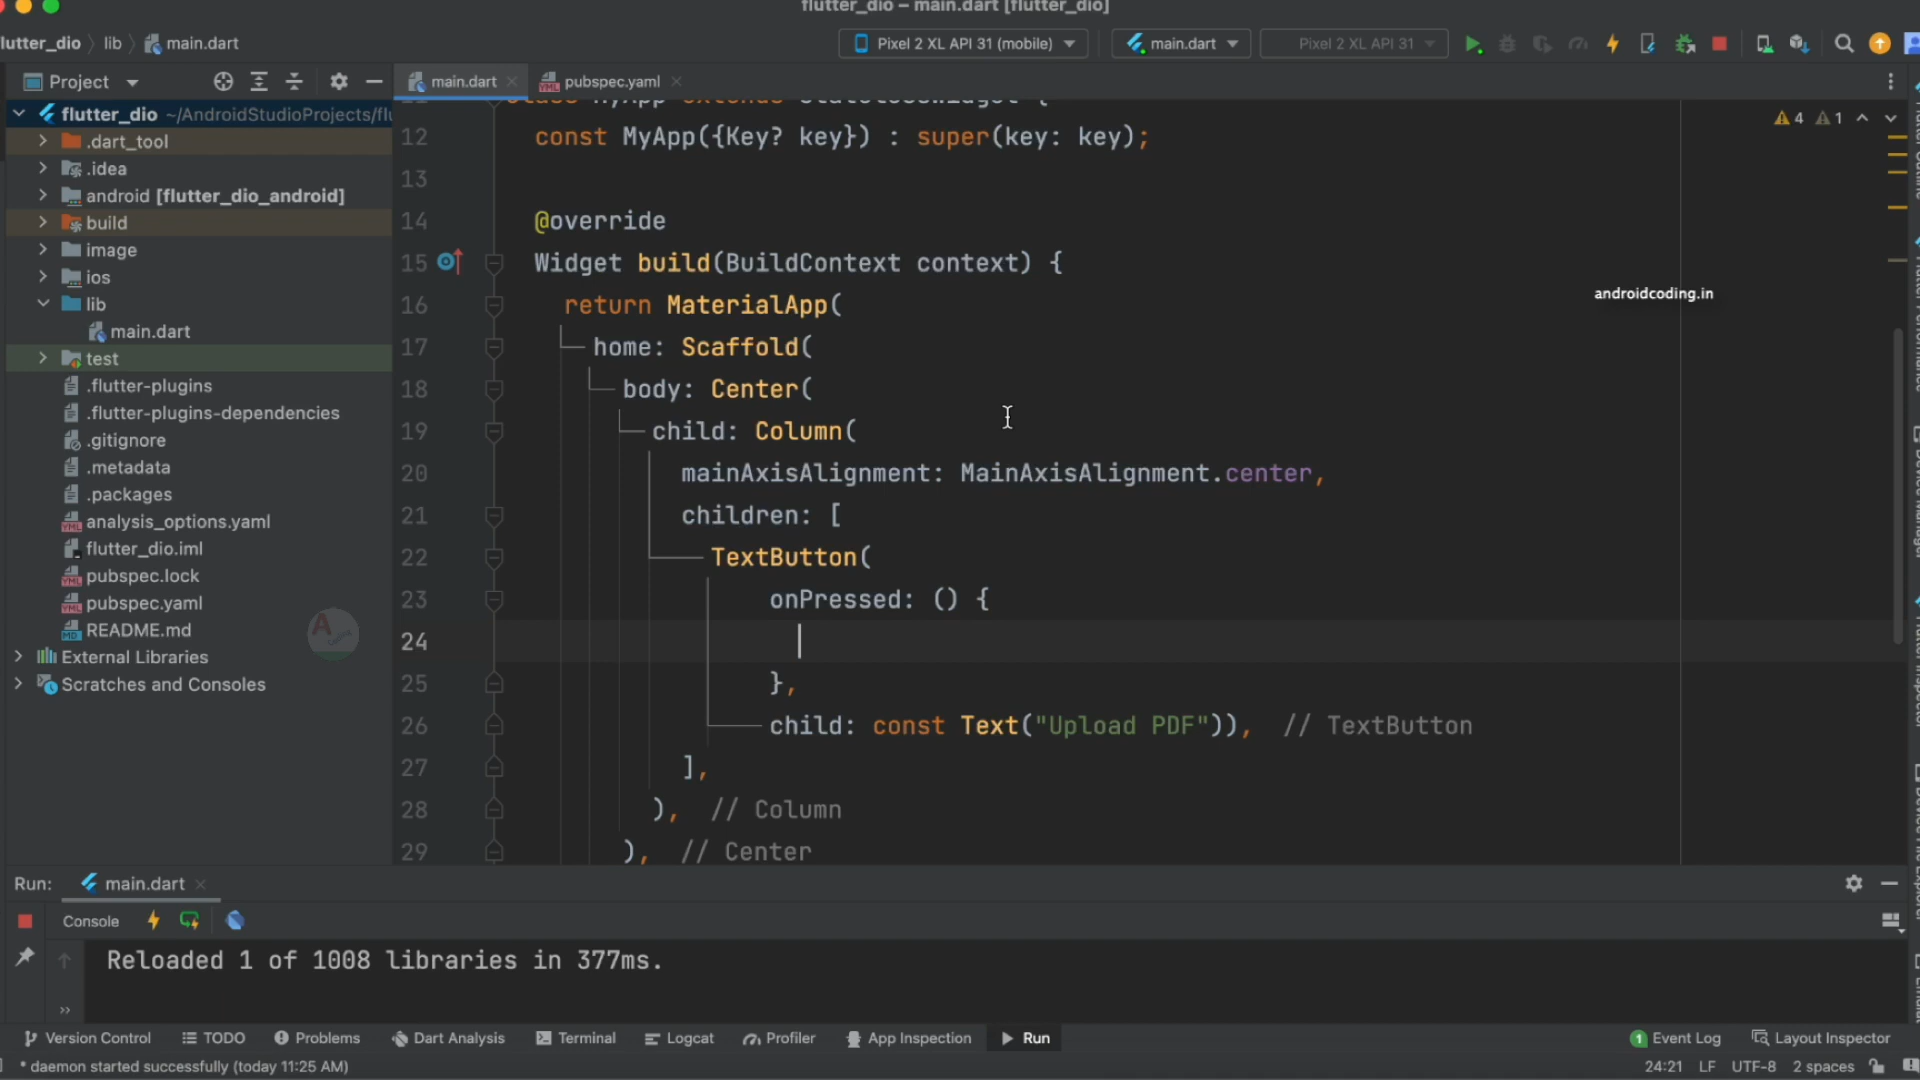 flutter_dio – main.dart [flutter_dio]
lutter_dio lib main.dart
Pixel 2 XL API 31 (mobile) main.dart Pixel 2 XL API 31
Project
main.dart pubspec.yaml
flutter_dio ~/AndroidStudioProjects/flu
.dart_tool
.idea
android [flutter_dio_android]
build
image
ios
lib
main.dart
test
.flutter-plugins
.flutter-plugins-dependencies
.gitignore
.metadata
.packages
analysis_options.yaml
flutter_dio.iml
pubspec.lock
pubspec.yaml
README.md
External Libraries
Scratches and Consoles
4 1
12 const MyApp({Key? key}) : super(key: key);
13
14 @override
15 Widget build(BuildContext context) {
16 return MaterialApp(
17 home: Scaffold(
18 body: Center(
19 child: Column(
20 mainAxisAlignment: MainAxisAlignment.center,
21 children: [
22 TextButton(
23 onPressed: () {
24
25 },
26 child: const Text("Upload PDF")), // TextButton
27 ],
28 ), // Column
29 ), // Center
androidcoding.in
Run: main.dart
Console
Reloaded 1 of 1008 libraries in 377ms.
Version Control TODO Problems Dart Analysis Terminal Logcat Profiler App Inspection Run 1 Event Log Layout Inspector
* daemon started successfully (today 11:25 AM) 24:21 LF UTF-8 2 spaces